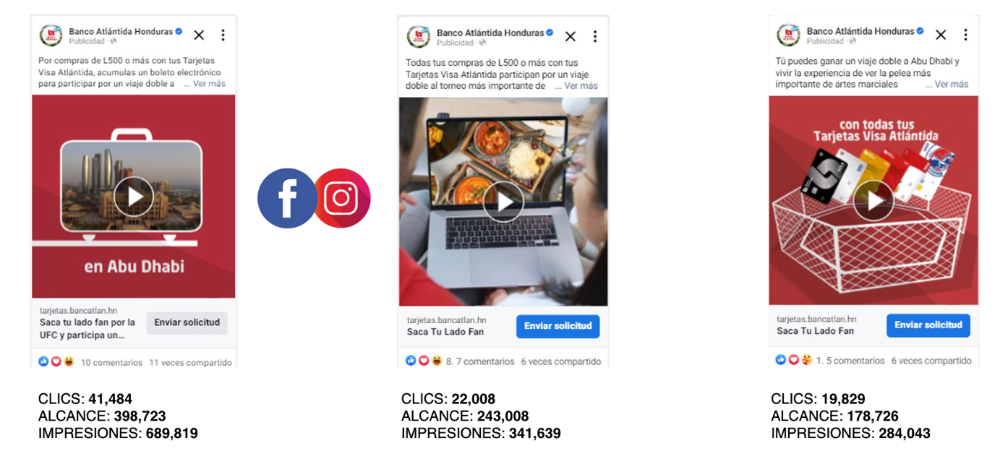 Banco Atlántida Honduras
Publicidad ·
Por compras de L500 o más con tus Tarjetas
Visa Atlántida, acumulas un boleto electrónico
para participar por un viaje doble a ... Ver más
en Abu Dhabi
tarjetas.bancatlan.hn
Saca tu lado fan por la
UFC y participa un...
Enviar solicitud
10 comentarios 11 veces compartido
CLICS: 41,484
ALCANCE: 398,723
IMPRESIONES: 689,819
Banco Atlántida Honduras
Publicidad ·
Todas tus compras de L500 o más con tus
Tarjetas Visa Atlántida participan por un viaje
doble al torneo más importante de ... Ver más
tarjetas.bancatlan.hn
Saca Tu Lado Fan
Enviar solicitud
8. 7 comentarios 6 veces compartido
CLICS: 22,008
ALCANCE: 243,008
IMPRESIONES: 341,639
Banco Atlántida Honduras
Publicidad ·
Tú puedes ganar un viaje doble a Abu Dhabi y
vivir la experiencia de ver la pelea más
importante de artes marciales ... Ver más
con todas tus
Tarjetas Visa Atlántida
VISA
tarjetas.bancatlan.hn
Saca Tu Lado Fan
Enviar solicitud
1. 5 comentarios 6 veces compartido
CLICS: 19,829
ALCANCE: 178,726
IMPRESIONES: 284,043